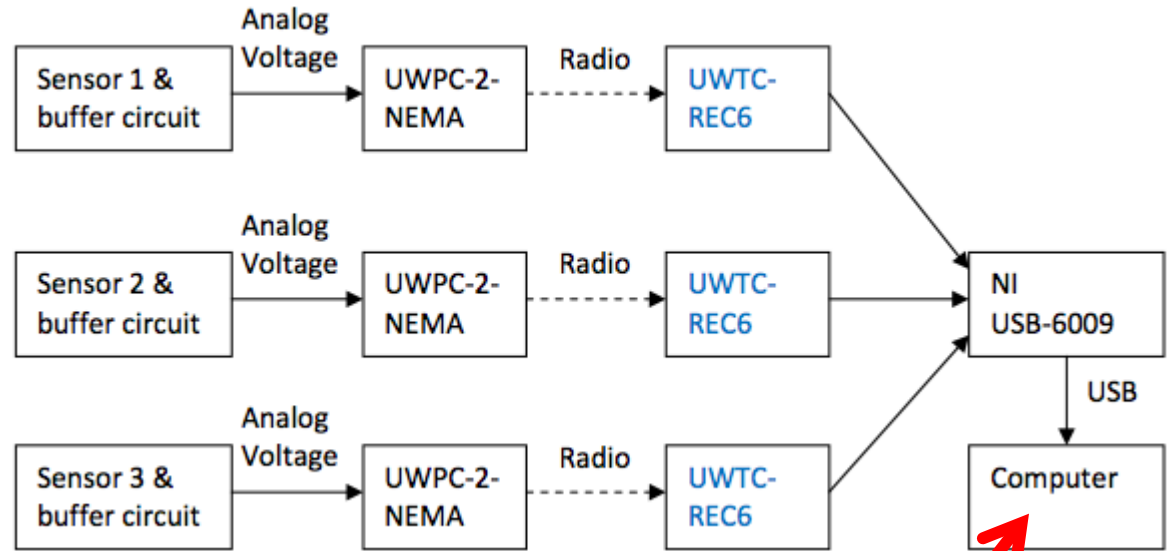 Analog
Voltage
Sensor 1 &
buffer circuit
UWPC-2-
NEMA
Radio
UWTC-
REC6
Analog
Voltage
Sensor 2 &
buffer circuit
UWPC-2-
NEMA
Radio
UWTC-
REC6
NI
USB-6009
USB
Analog
Voltage
Sensor 3 &
buffer circuit
UWPC-2-
NEMA
Radio
UWTC-
REC6
Computer